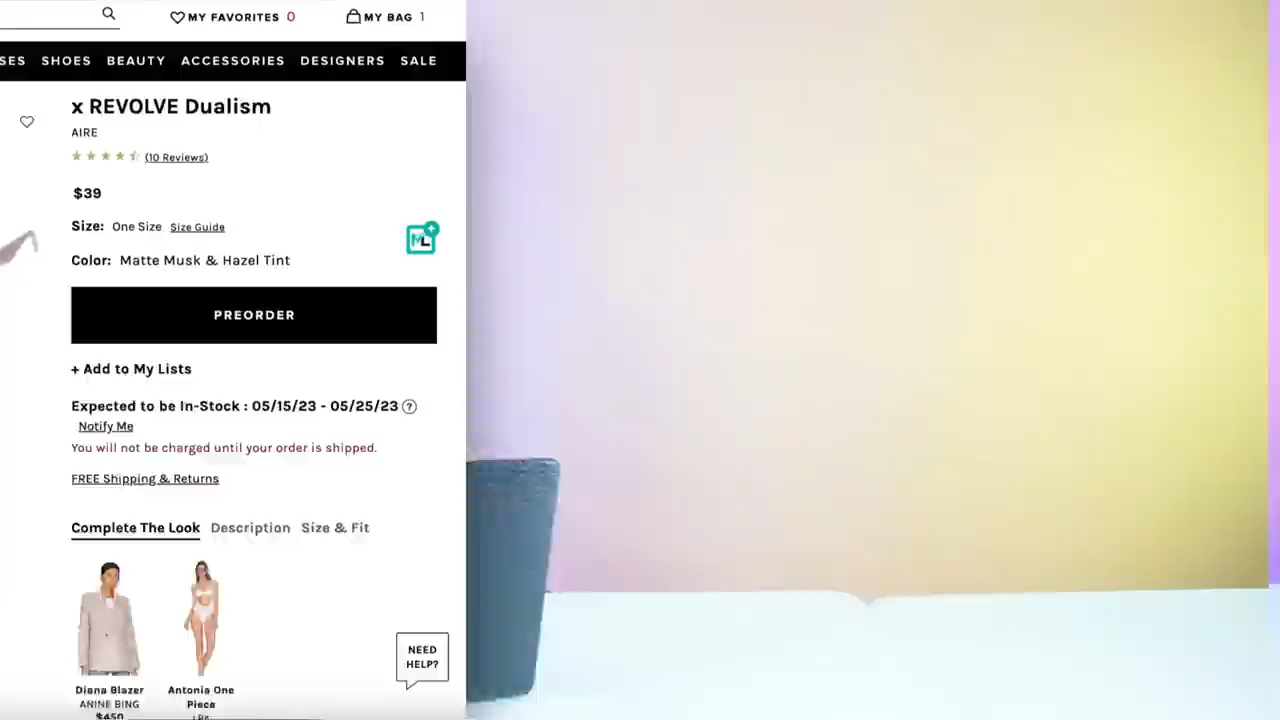 MY FAVORITES 0
MY BAG 1
SES SHOES BEAUTY ACCESSORIES DESIGNERS SALE
x REVOLVE Dualism
AIRE
(10 Reviews)
$39
Size: One Size Size Guide
ML
Color: Matte Musk & Hazel Tint
PREORDER
+ Add to My Lists
Expected to be In-Stock : 05/15/23 - 05/25/23 ?
Notify Me
You will not be charged until your order is shipped.
FREE Shipping & Returns
Complete The Look Description Size & Fit
NEED
HELP?
Diana Blazer
ANINE BING
$450
Antonia One
Piece